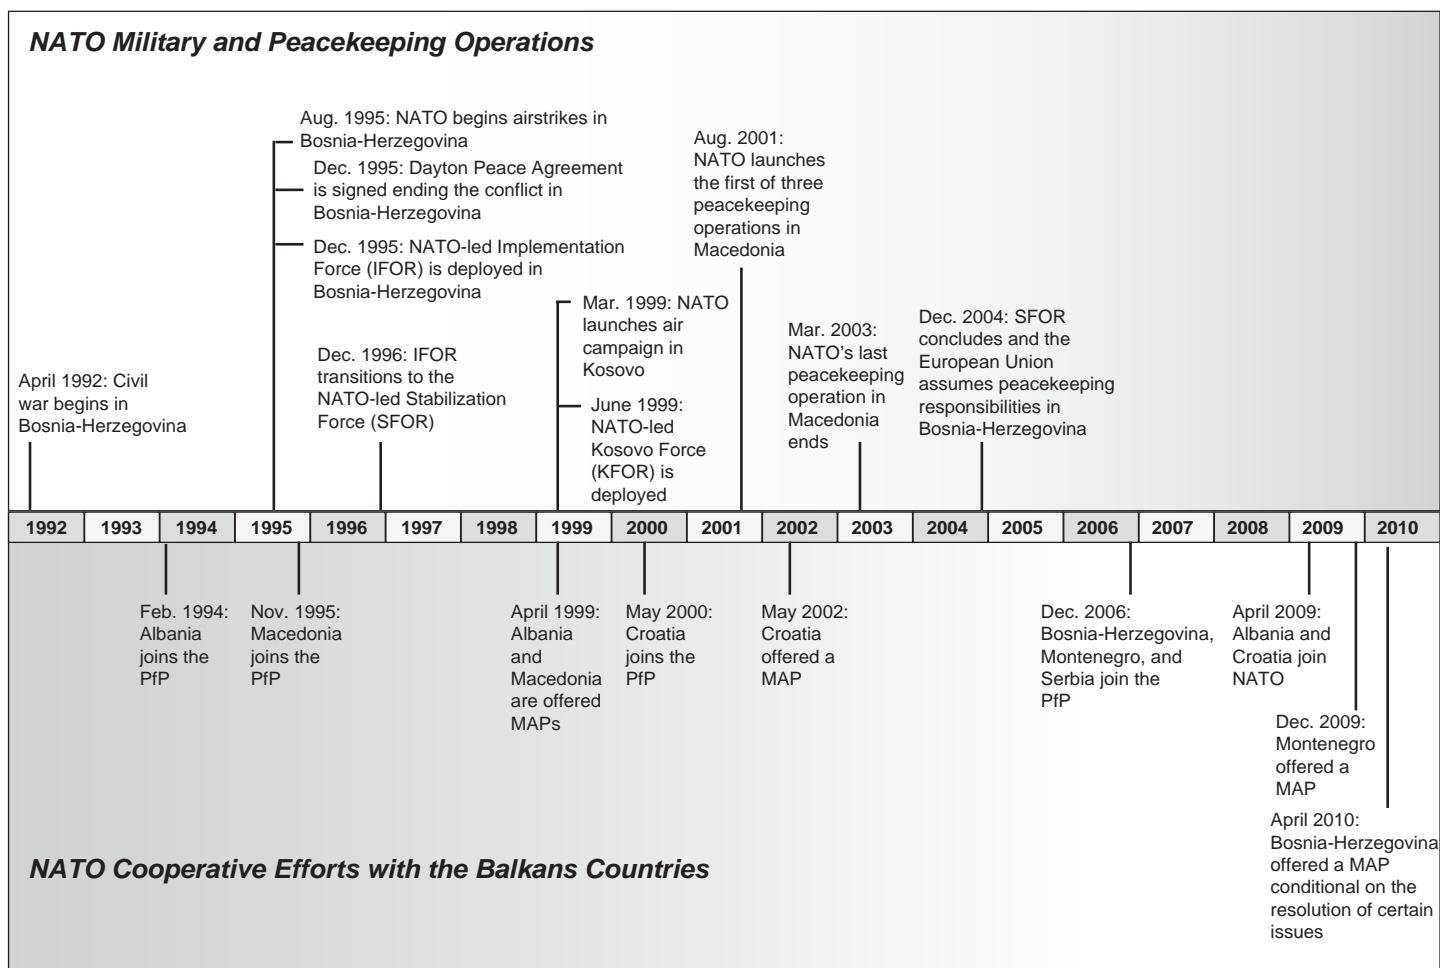 NATO Military and Peacekeeping Operations
April 1992: Civil
war begins in
Bosnia-Herzegovina
Aug. 1995: NATO begins airstrikes in
Bosnia-Herzegovina
Dec. 1995: Dayton Peace Agreement
is signed ending the conflict in
Bosnia-Herzegovina
Dec. 1995: NATO-led Implementation
Force (IFOR) is deployed in
Bosnia-Herzegovina
Dec. 1996: IFOR
transitions to the
NATO-led Stabilization
Force (SFOR)
Mar. 1999: NATO
launches air
campaign in
Kosovo
June 1999:
NATO-led
Kosovo Force
(KFOR) is
deployed
Aug. 2001:
NATO launches
the first of three
peacekeeping
operations in
Macedonia
Mar. 2003:
NATO’s last
peacekeeping
operation in
Macedonia
ends
Dec. 2004: SFOR
concludes and the
European Union
assumes peacekeeping
responsibilities in
Bosnia-Herzegovina
1992 1993 1994 1995 1996 1997 1998 1999 2000 2001 2002 2003 2004 2005 2006 2007 2008 2009 2010
Feb. 1994:
Albania
joins the
PfP
Nov. 1995:
Macedonia
joins the
PfP
April 1999:
Albania
and
Macedonia
are offered
MAPs
May 2000:
Croatia
joins the
PfP
May 2002:
Croatia
offered a
MAP
Dec. 2006:
Bosnia-Herzegovina,
Montenegro, and
Serbia join the
PfP
April 2009:
Albania and
Croatia join
NATO
Dec. 2009:
Montenegro
offered a
MAP
April 2010:
Bosnia-Herzegovina
offered a MAP
conditional on the
resolution of certain
issues
NATO Cooperative Efforts with the Balkans Countries